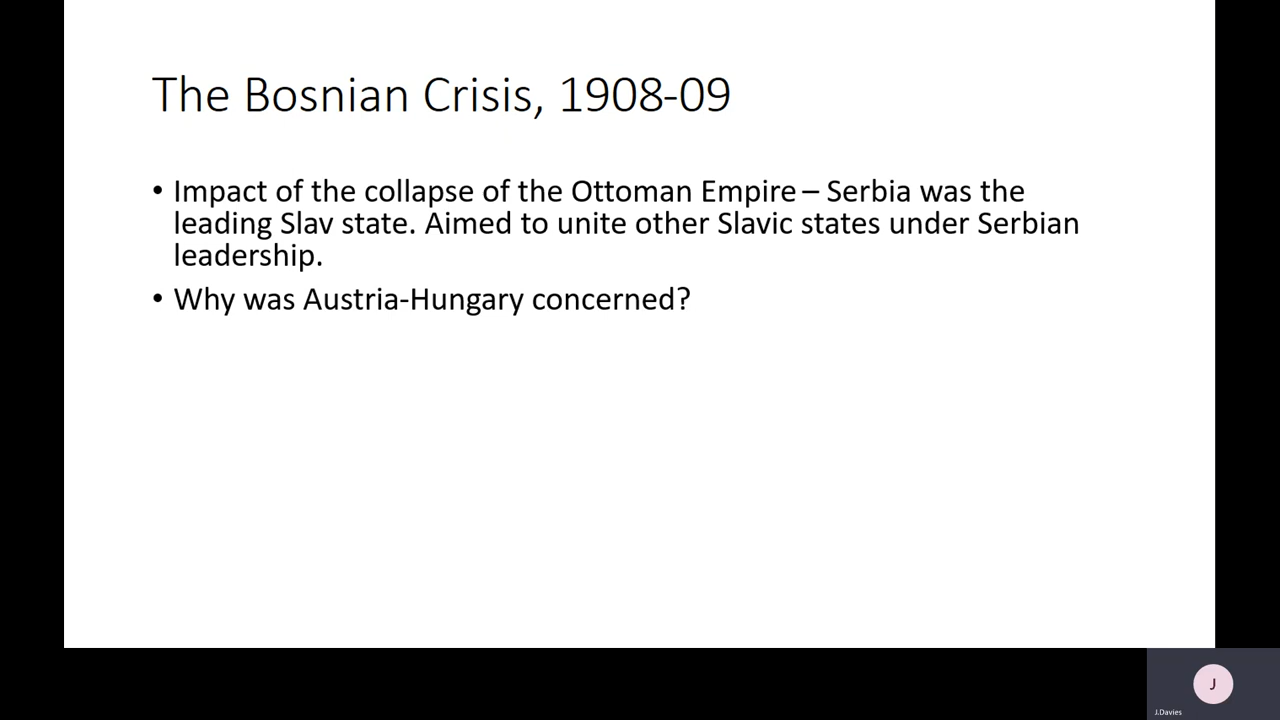 The Bosnian Crisis, 1908-09
• Impact of the collapse of the Ottoman Empire – Serbia was the
leading Slav state. Aimed to unite other Slavic states under Serbian
leadership.
• Why was Austria-Hungary concerned?
J
J.Davies